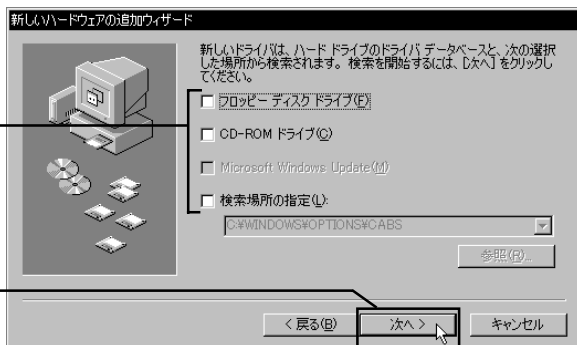 新しいハードウェアの追加ウィザード
新しいドライバは、ハード ドライブのドライバ データベースと、次の選択
した場所から検索されます。検索を開始するには、[次へ] をクリックし
てください。
フロッピー ディスク ドライブ(F)
CD-ROM ドライブ(C)
Microsoft Windows Update(M)
検索場所の指定(L):
C:¥WINDOWS¥OPTIONS¥CABS
参照(R)...
< 戻る(B)
次へ >
キャンセル